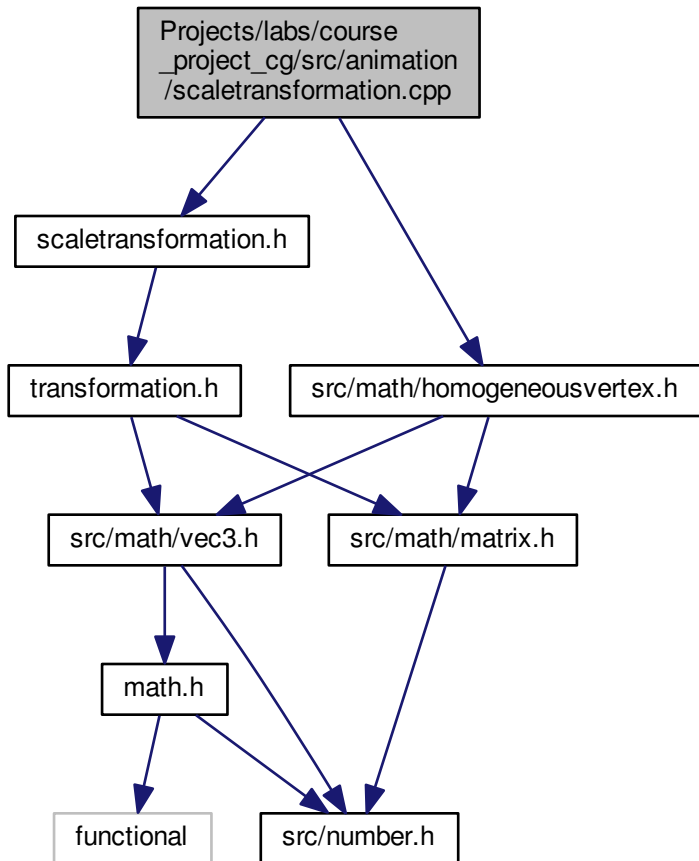 Projects/labs/course
_project_cg/src/animation
/scaletransformation.cpp
scaletransformation.h
transformation.h
src/math/homogeneousvertex.h
src/math/vec3.h
src/math/matrix.h
math.h
functional
src/number.h